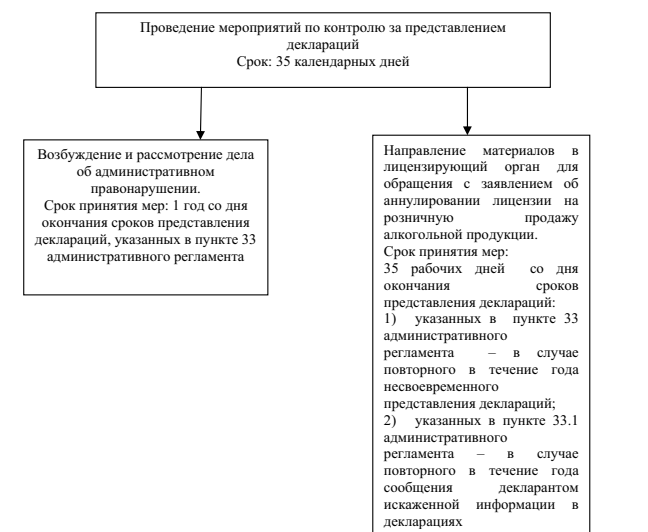 Проведение мероприятий по контролю за представлением
деклараций
Срок: 35 календарных дней
Возбуждение и рассмотрение дела
об административном
правонарушении.
Срок принятия мер: 1 год со дня
окончания сроков представления
деклараций, указанных в пункте 33
административного регламента
Направление материалов в
лицензирующий орган для
обращения с заявлением об
аннулировании лицензии на
розничную продажу
алкогольной продукции.
Срок принятия мер:
35 рабочих дней со дня
окончания сроков
представления деклараций:
1) указанных в пункте 33
административного
регламента – в случае
повторного в течение года
несвоевременного
представления деклараций;
2) указанных в пункте 33.1
административного
регламента – в случае
повторного в течение года
сообщения декларантом
искаженной информации в
декларациях